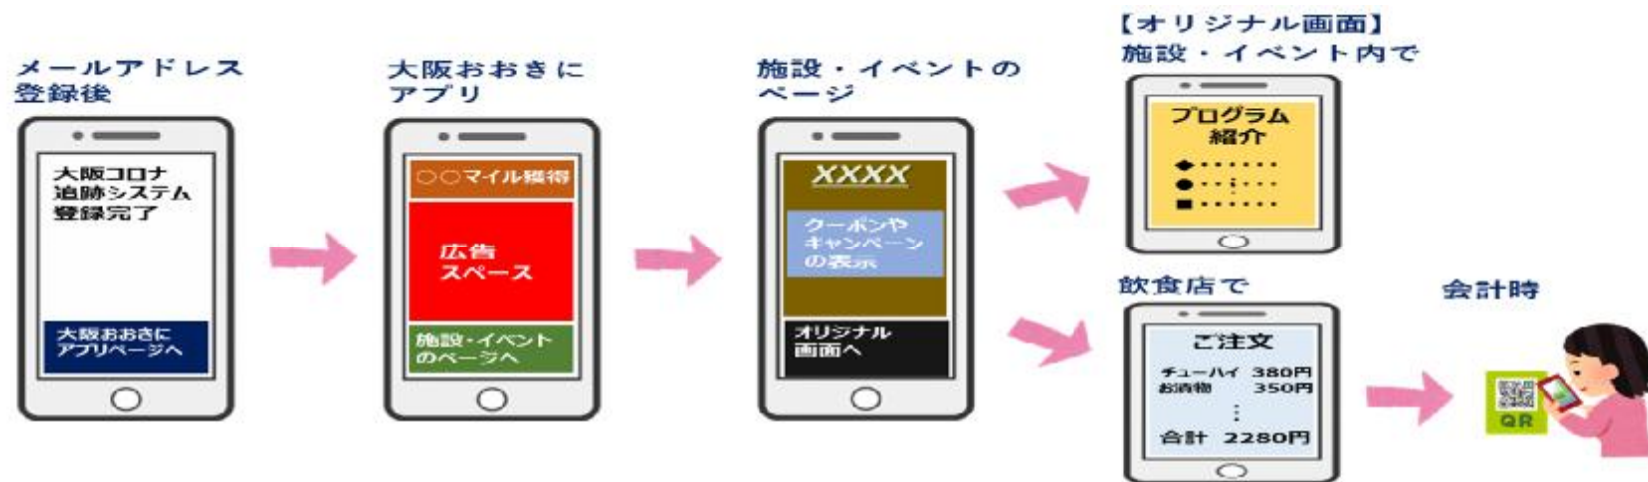 メールアドレス
登録後
大阪コロナ
追跡システム
登録完了
大阪おおきに
アプリページへ
大阪おおきに
アプリ
○○マイル獲得
広告
スペース
施設・イベント
のページへ
施設・イベントの
ページ
XXXX
クーポンや
キャンペーン
の表示
オリジナル
画面へ
【オリジナル画面】
施設・イベント内で
プログラム
紹介
飲食店で
ご注文
チューハイ 380円
お漬物 350円
合計 2280円
会計時
QR